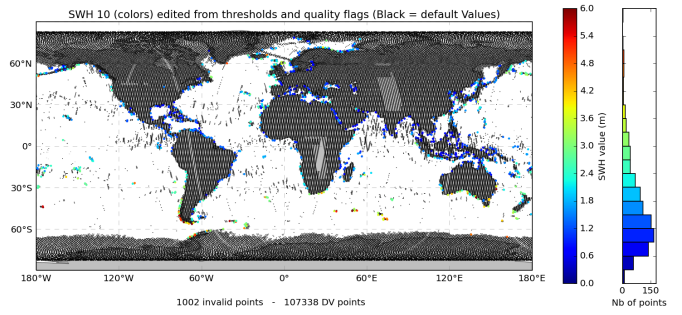 SWH 10 (colors) edited from thresholds and quality flags (Black = default Values)
60°N
30°N
0°
30°S
60°S
180°W 120°W 60°W 0° 60°E 120°E 180°E
6.0
5.4
4.8
4.2
3.6
3.0
2.4
1.8
1.2
0.6
0.0
SWH value (m)
0 150
Nb of points
1002 invalid points - 107338 DV points